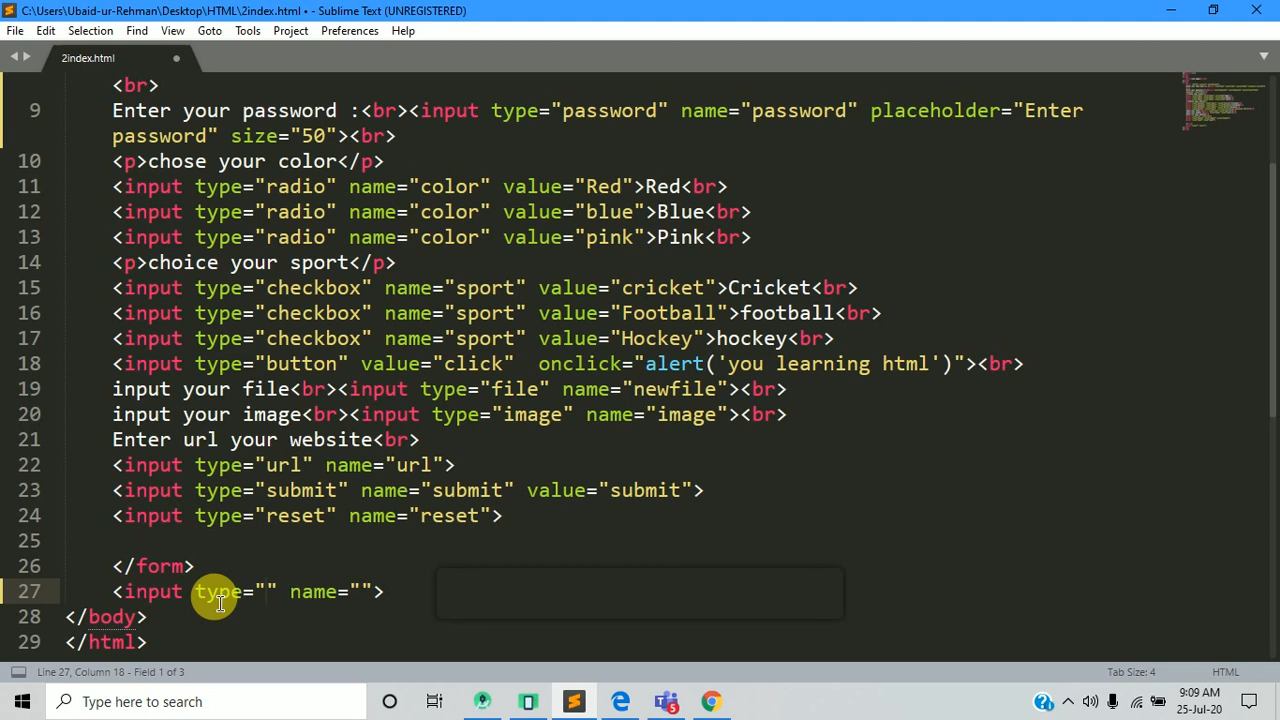 C:\Users\Ubaid-ur-Rehman\Desktop\HTML\2index.html • - Sublime Text (UNREGISTERED)
File Edit Selection Find View Goto Tools Project Preferences Help
2index.html
<br>
9 Enter your password :<br><input type="password" name="password" placeholder="Enter
password" size="50"><br>
10 <p>chose your color</p>
11 <input type="radio" name="color" value="Red">Red<br>
12 <input type="radio" name="color" value="blue">Blue<br>
13 <input type="radio" name="color" value="pink">Pink<br>
14 <p>choice your sport</p>
15 <input type="checkbox" name="sport" value="cricket">Cricket<br>
16 <input type="checkbox" name="sport" value="Football">football<br>
17 <input type="checkbox" name="sport" value="Hockey">hockey<br>
18 <input type="button" value="click"  onclick="alert('you learning html')"><br>
19 input your file<br><input type="file" name="newfile"><br>
20 input your image<br><input type="image" name="image"><br>
21 Enter url your website<br>
22 <input type="url" name="url">
23 <input type="submit" name="submit" value="submit">
24 <input type="reset" name="reset">
25
26 </form>
27 <input type="" name="">
28 </body>
29 </html>
Line 27, Column 18 - Field 1 of 3 Tab Size: 4 HTML
Type here to search 5 9:09 AM
25-Jul-20